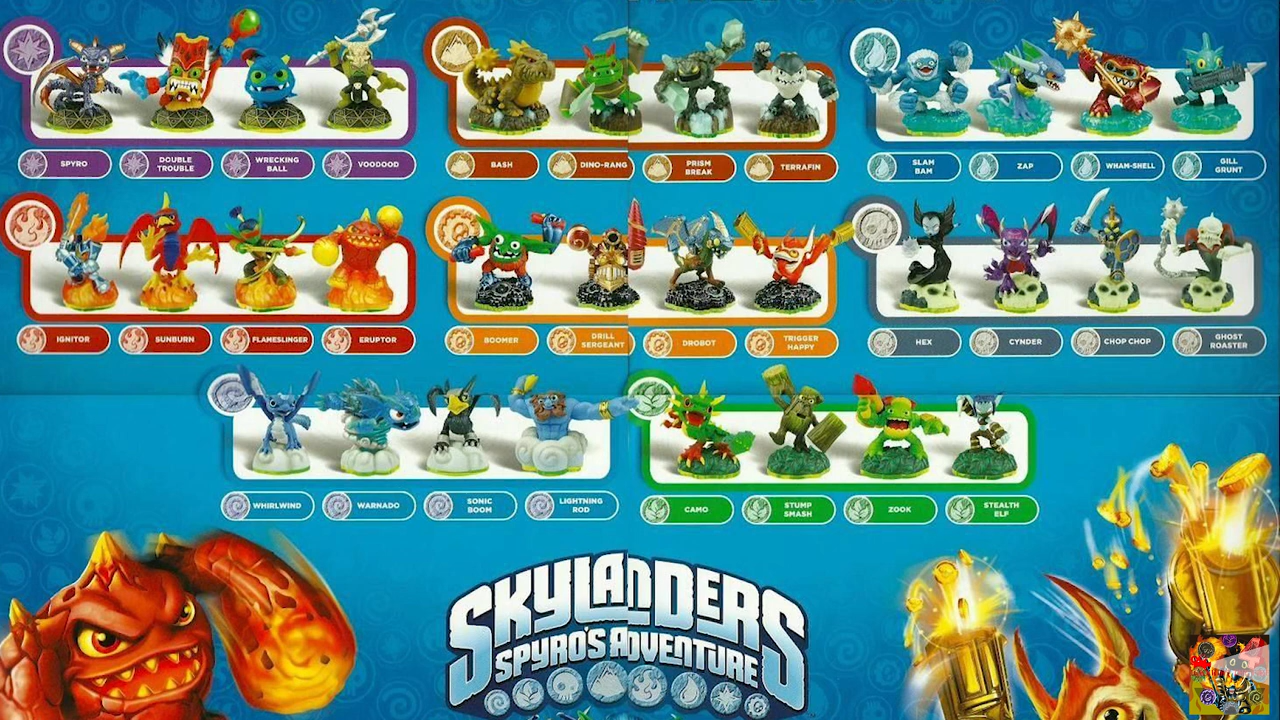 SPYRO
DOUBLE
TROUBLE
WRECKING
BALL
VOODOOD
BASH
DINO-RANG
PRISM
BREAK
TERRAFIN
SLAM
BAM
ZAP
WHAM-SHELL
GILL
GRUNT
IGNITOR
SUNBURN
FLAMESLINGER
ERUPTOR
BOOMER
DRILL
SERGEANT
DROBOT
TRIGGER
HAPPY
HEX
CYNDER
CHOP CHOP
GHOST
ROASTER
WHIRLWIND
WARNADO
SONIC
BOOM
LIGHTNING
ROD
CAMO
STUMP
SMASH
ZOOK
STEALTH
ELF
SKYLANDERS
SPYRO'S ADVENTURE